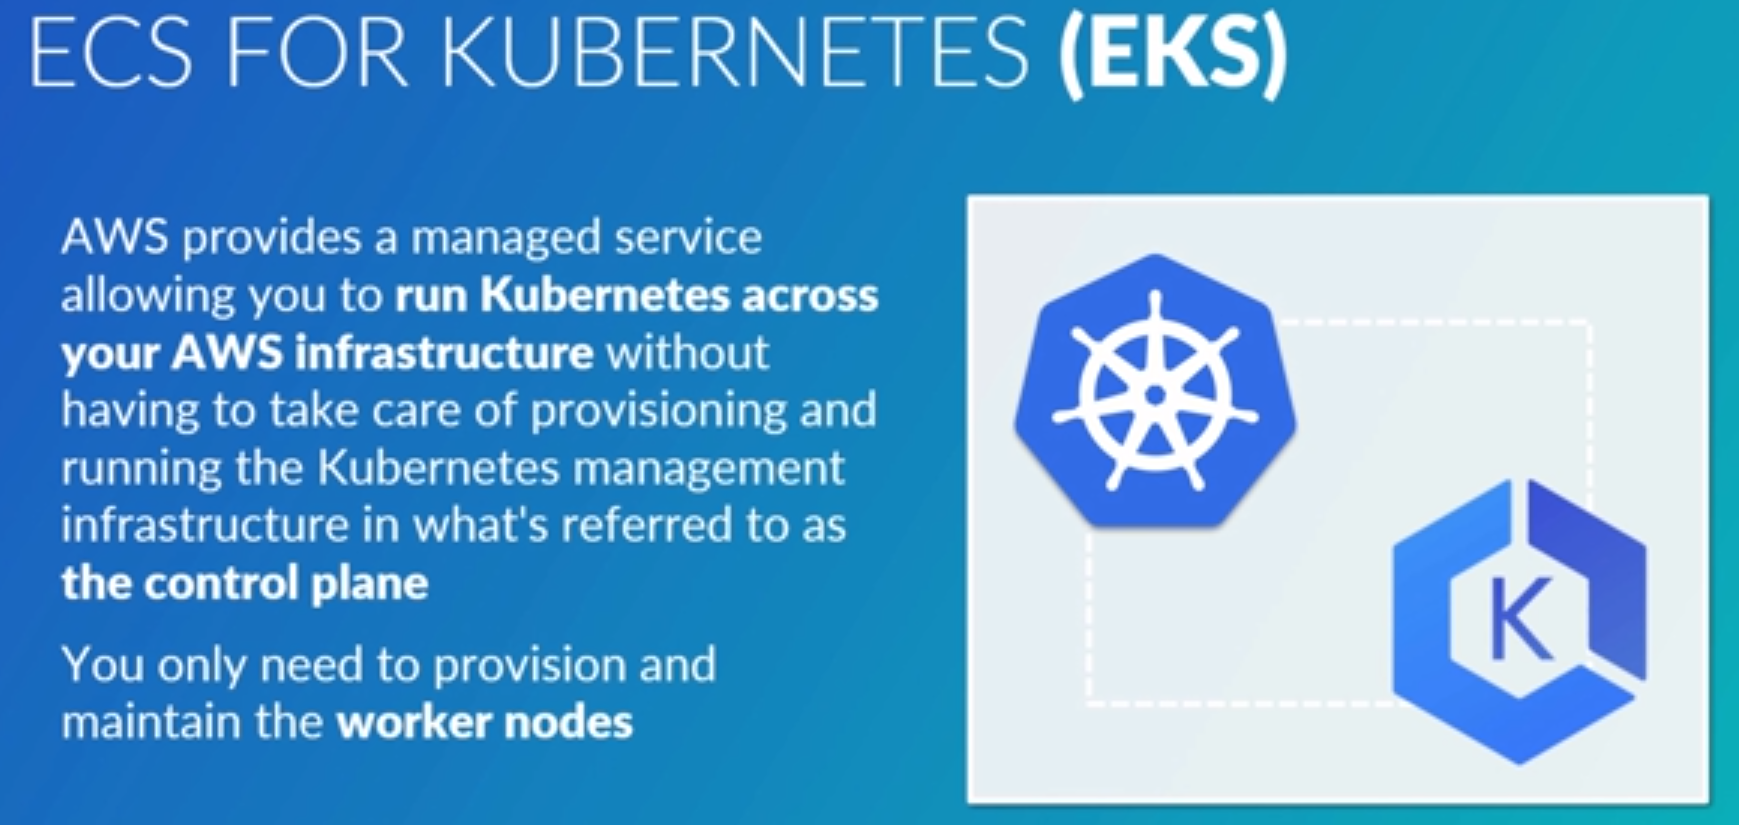 ECS FOR KUBERNETES (EKS)
AWS provides a managed service
allowing you to run Kubernetes across
your AWS infrastructure without
having to take care of provisioning and
running the Kubernetes management
infrastructure in what's referred to as
the control plane
You only need to provision and
maintain the worker nodes
K